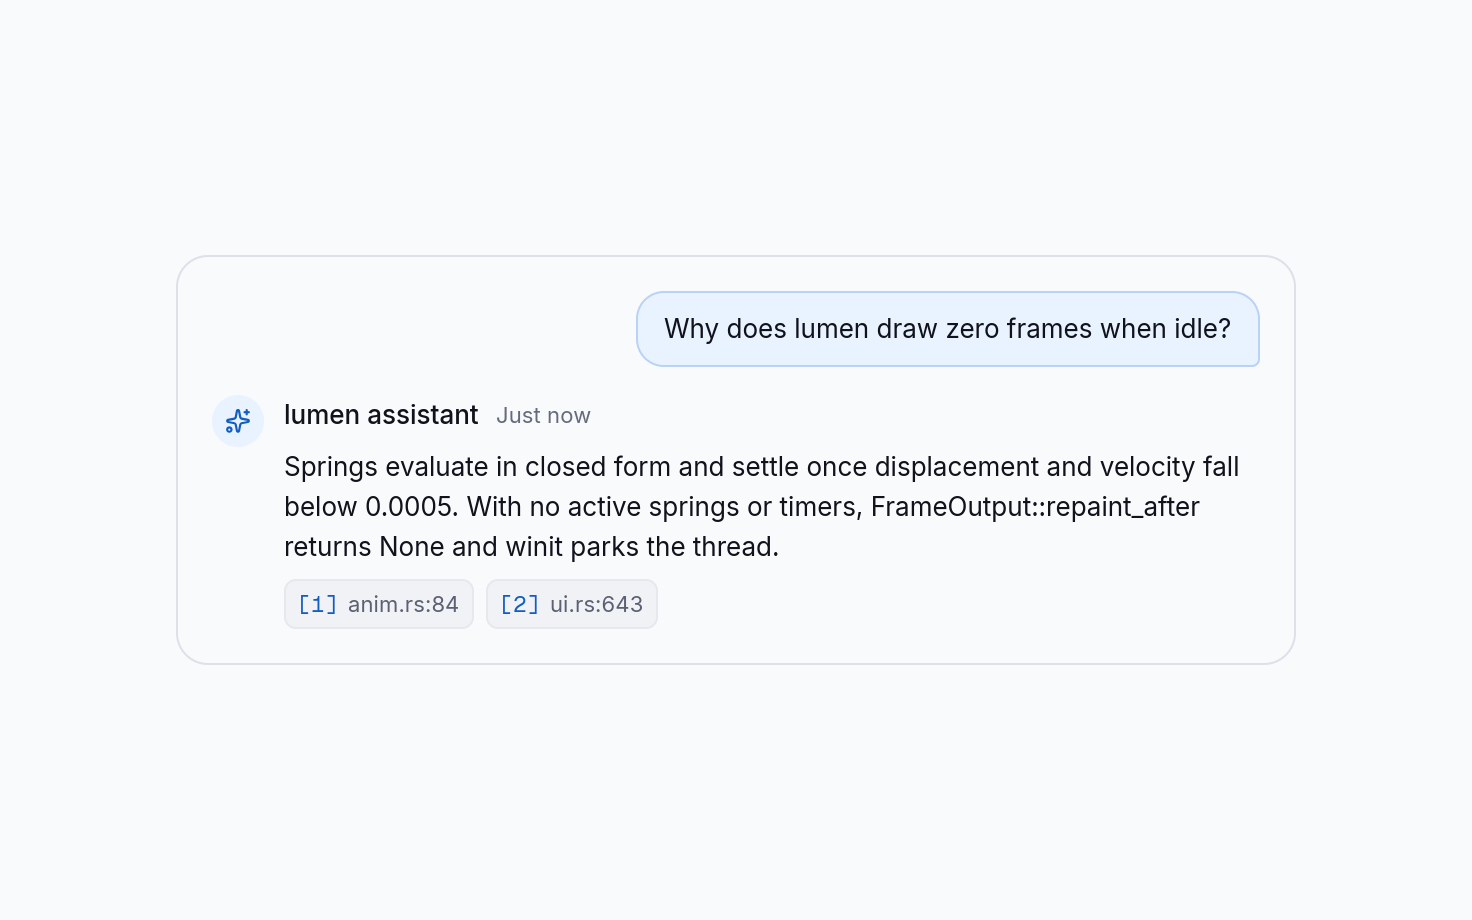 Why does lumen draw zero frames when idle?
lumen assistant Just now
Springs evaluate in closed form and settle once displacement and velocity fall
below 0.0005. With no active springs or timers, FrameOutput::repaint_after
returns None and winit parks the thread.
[1] anim.rs:84 [2] ui.rs:643